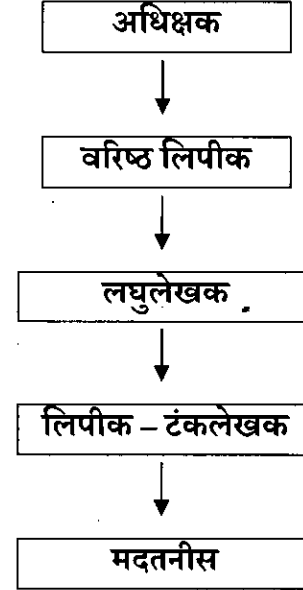 अधिक्षक
वरिष्ठ लिपीक
लघुलेखक
लिपीक – टंकलेखक
मदतनीस